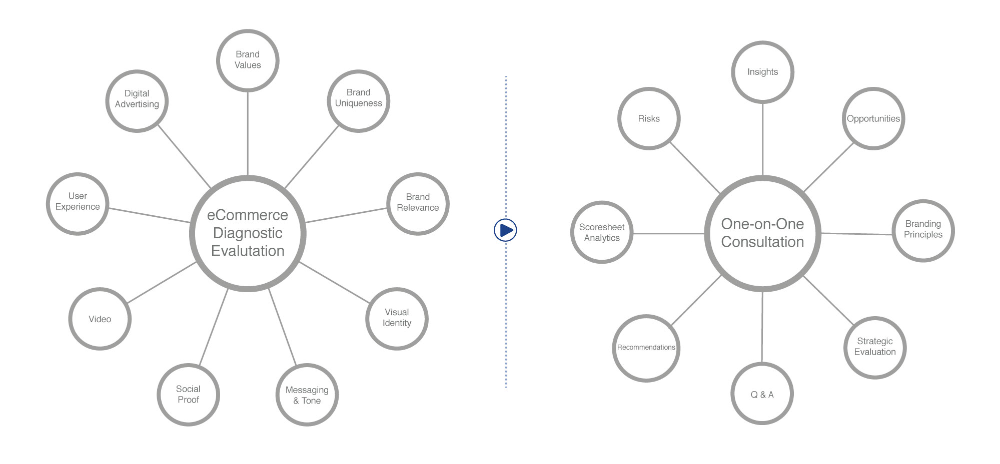 Brand
Values
Digital
Advertising
Brand
Uniqueness
User
Experience
Brand
Relevance
eCommerce
Diagnostic
Evalutation
Video
Visual
Identity
Social
Proof
Messaging
& Tone
Insights
Risks
Opportunities
Scoresheet
Analytics
One-on-One
Consultation
Branding
Principles
Recommendations
Strategic
Evaluation
Q & A